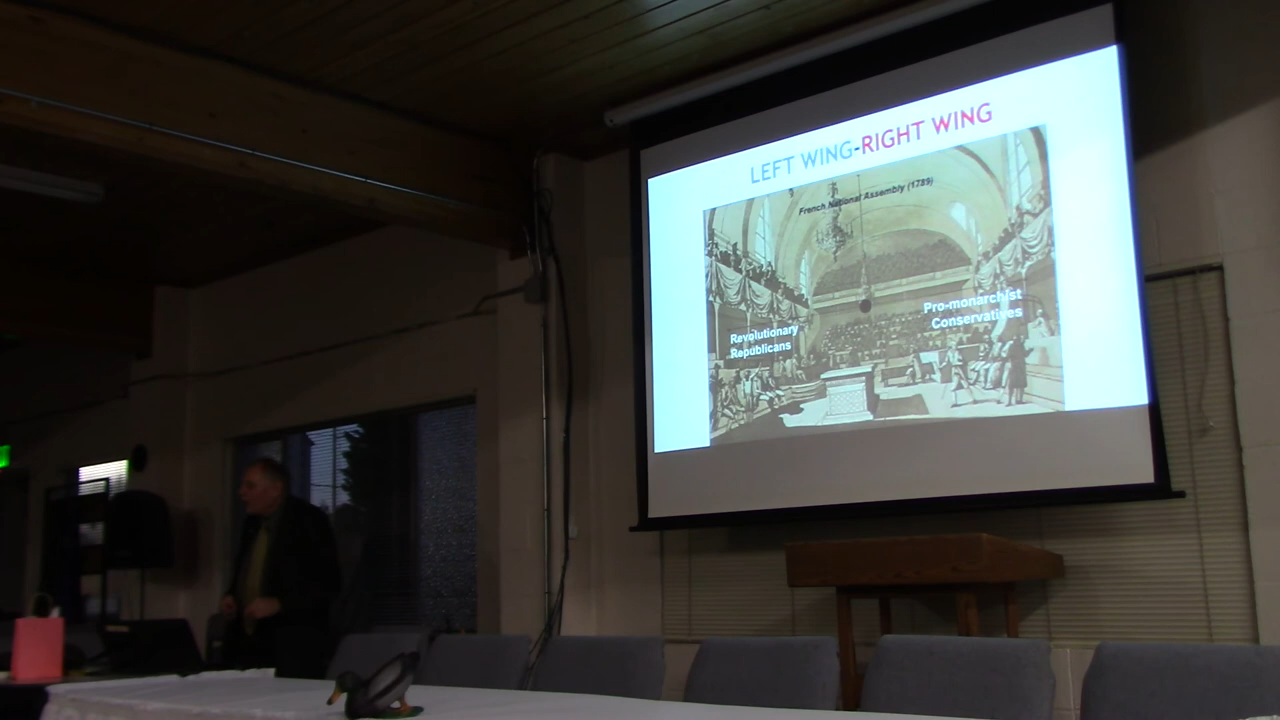 LEFT WING-RIGHT WING
French National Assembly (1789)
Revolutionary
Republicans
Pro-monarchist
Conservatives